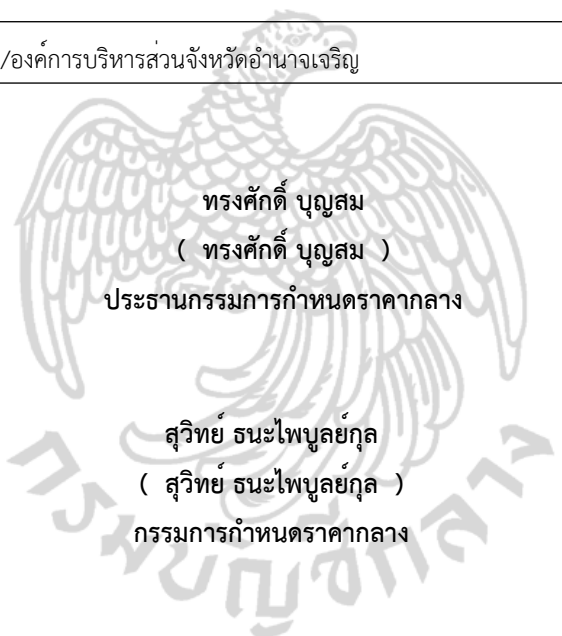 /องค์การบริหารส่วนจังหวัดอำนาจเจริญ
ทรงศักดิ์ บุญสม
( ทรงศักดิ์ บุญสม )
ประธานกรรมการกำหนดราคากลาง
สุวิทย์ ธนะไพบูลย์กุล
( สุวิทย์ ธนะไพบูลย์กุล )
กรรมการกำหนดราคากลาง
กรมบัญชีกลาง